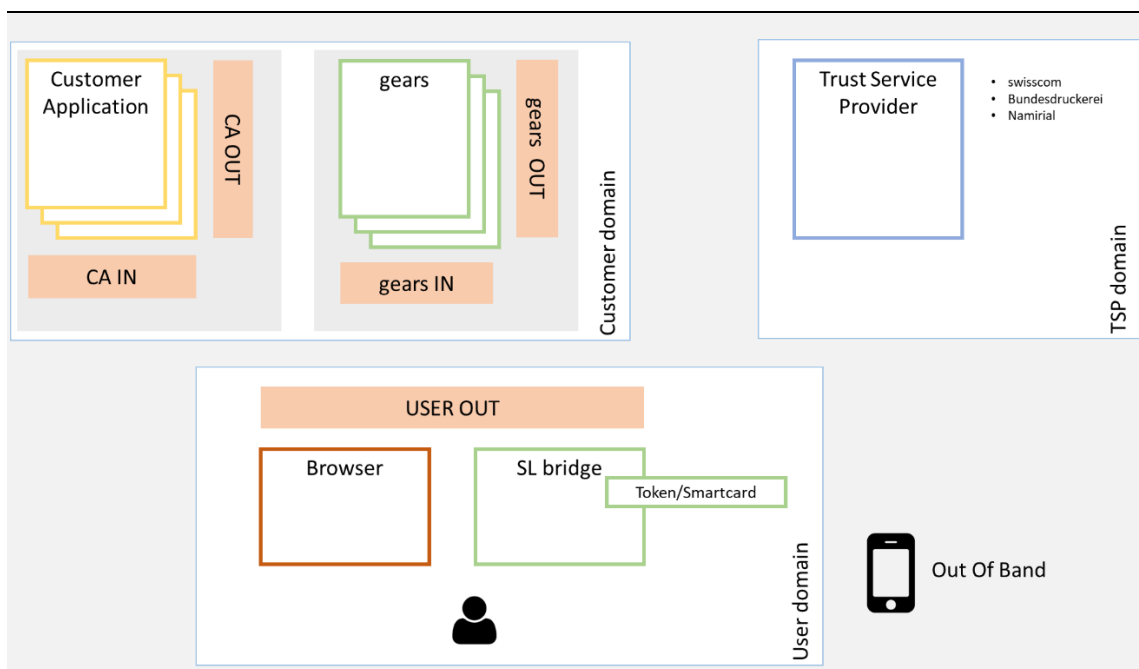 Customer
Application
CA OUT
CA IN
gears
gears OUT
gears IN
Customer domain
Trust Service
Provider
• swisscom
• Bundesdruckerei
• Namirial
TSP domain
USER OUT
Browser
SL bridge
Token/Smartcard
User domain
Out Of Band